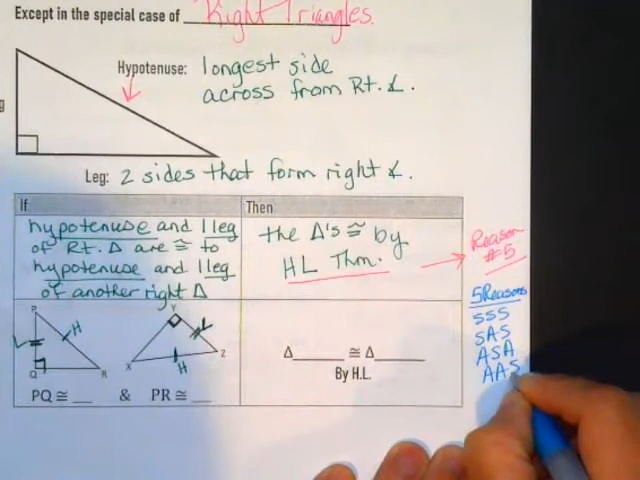 Except in the special case of Right Triangles.
Hypotenuse: longest side
across from Rt. ∡.
g
Leg: 2 sides that form right ∡.
If
Then
hypotenuse and 1 leg
of Rt. Δ are ≅ to
hypotenuse and 1 leg
of another right Δ
the Δ's ≅ by
HL Thm.
Reason
#5
5 Reasons
SSS
SAS
ASA
AAS
P
L
H
Q
R
Y
L
X
H
Z
PQ ≅ __ & PR ≅ __
Δ______ ≅ Δ______
By H.L.